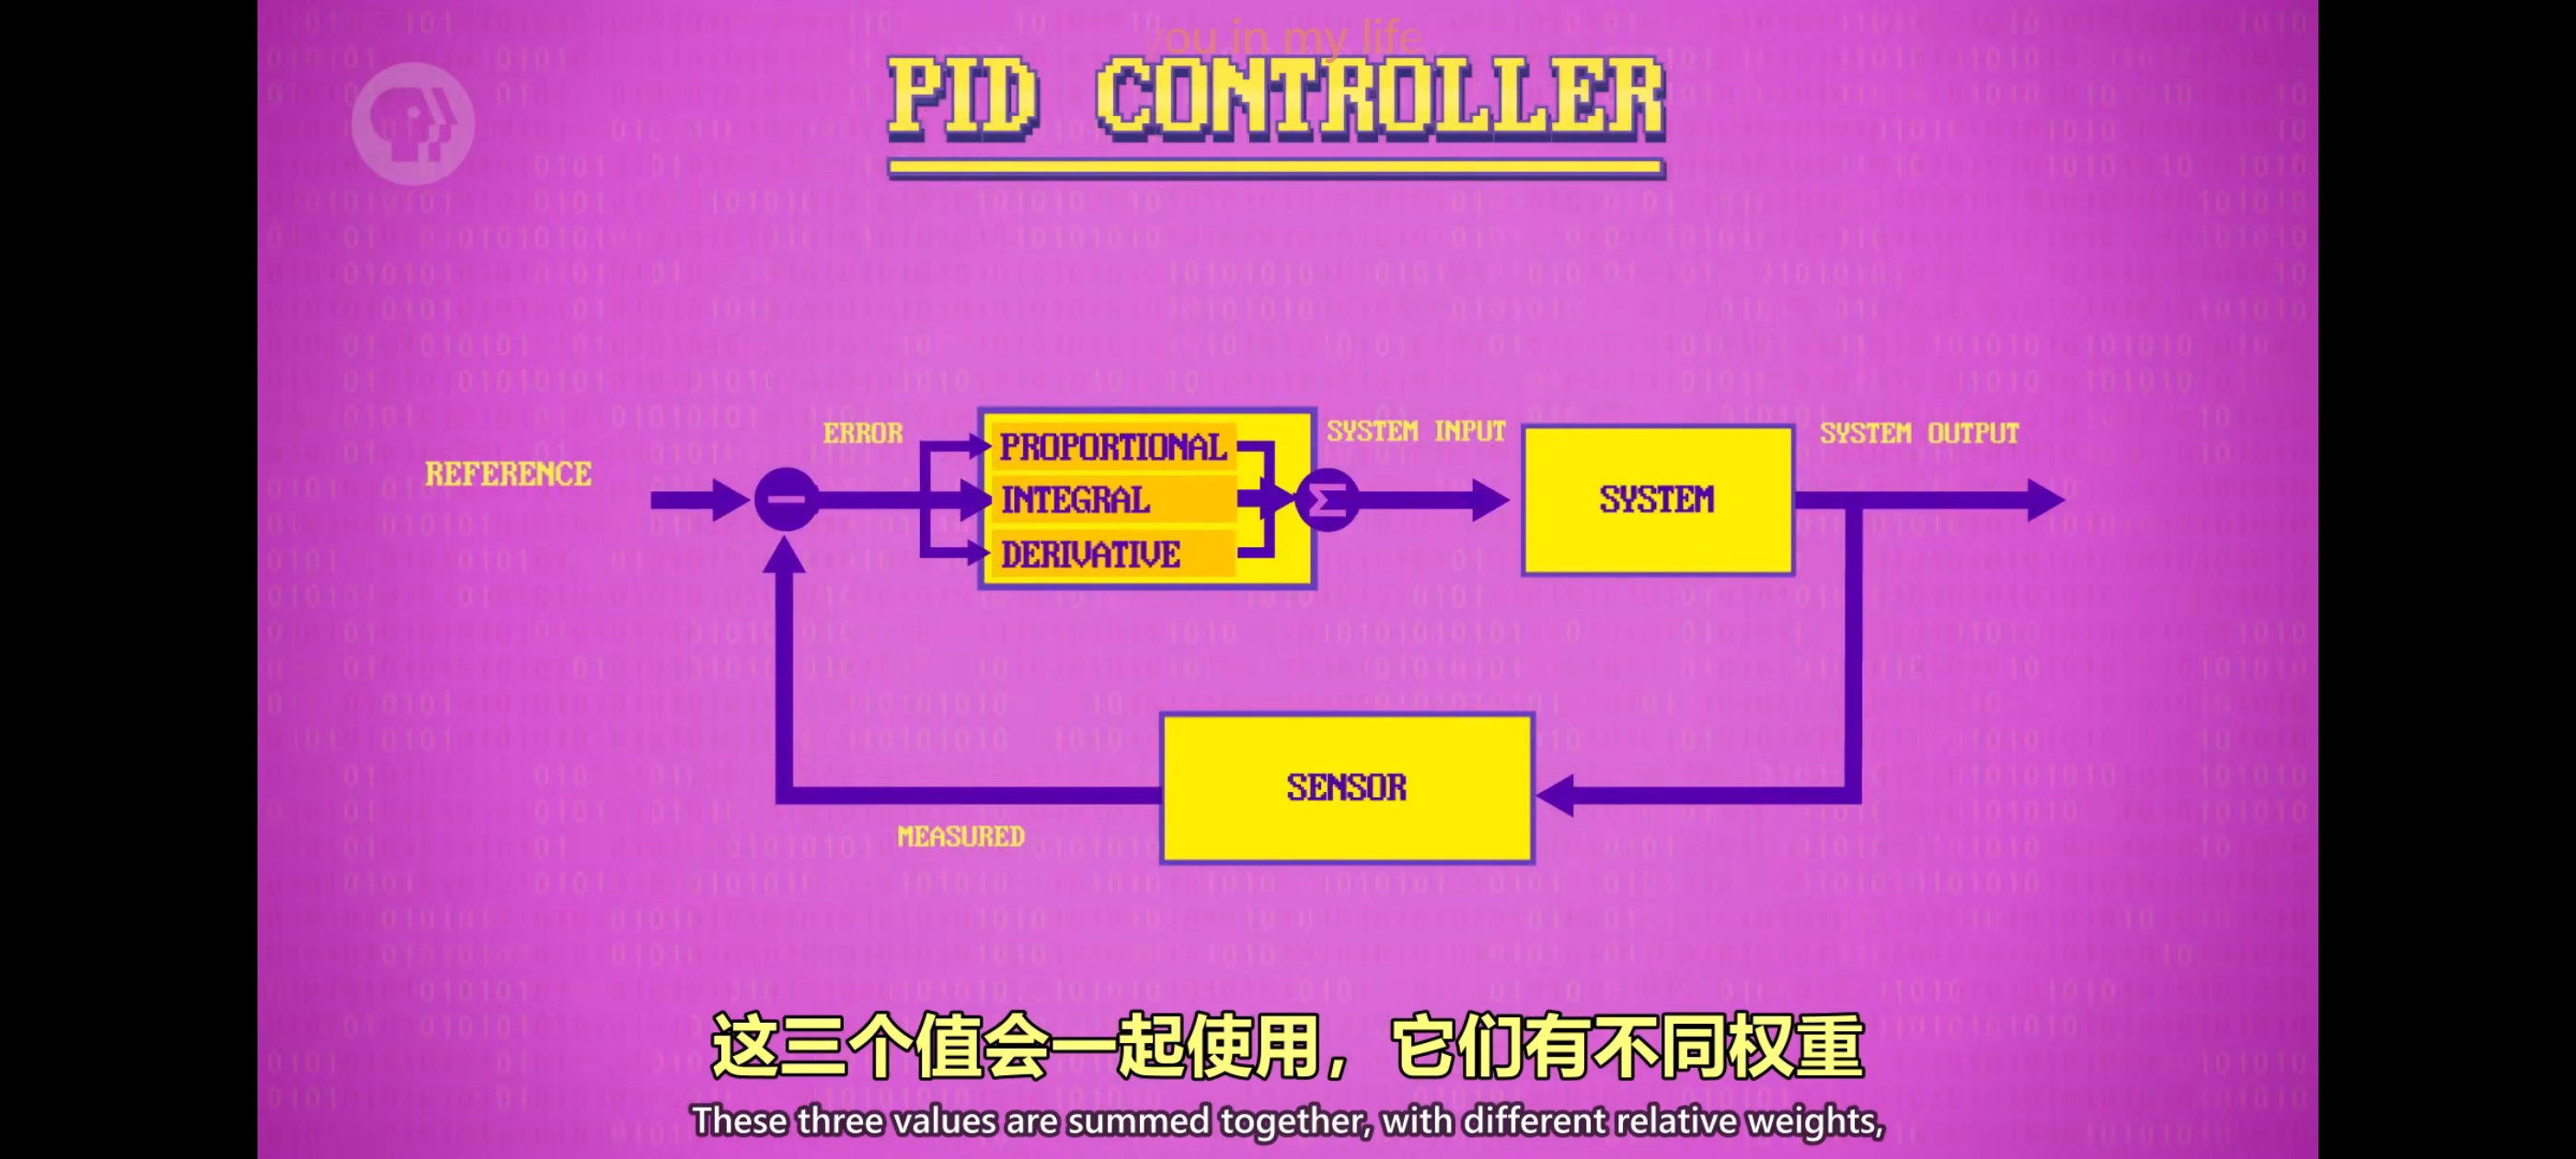 ou in my life
PID CONTROLLER
ERROR
SYSTEM INPUT
SYSTEM OUTPUT
REFERENCE
PROPORTIONAL
INTEGRAL
DERIVATIVE
Σ
SYSTEM
SENSOR
MEASURED
这三个值会一起使用，它们有不同权重
These three values are summed together, with different relative weights,